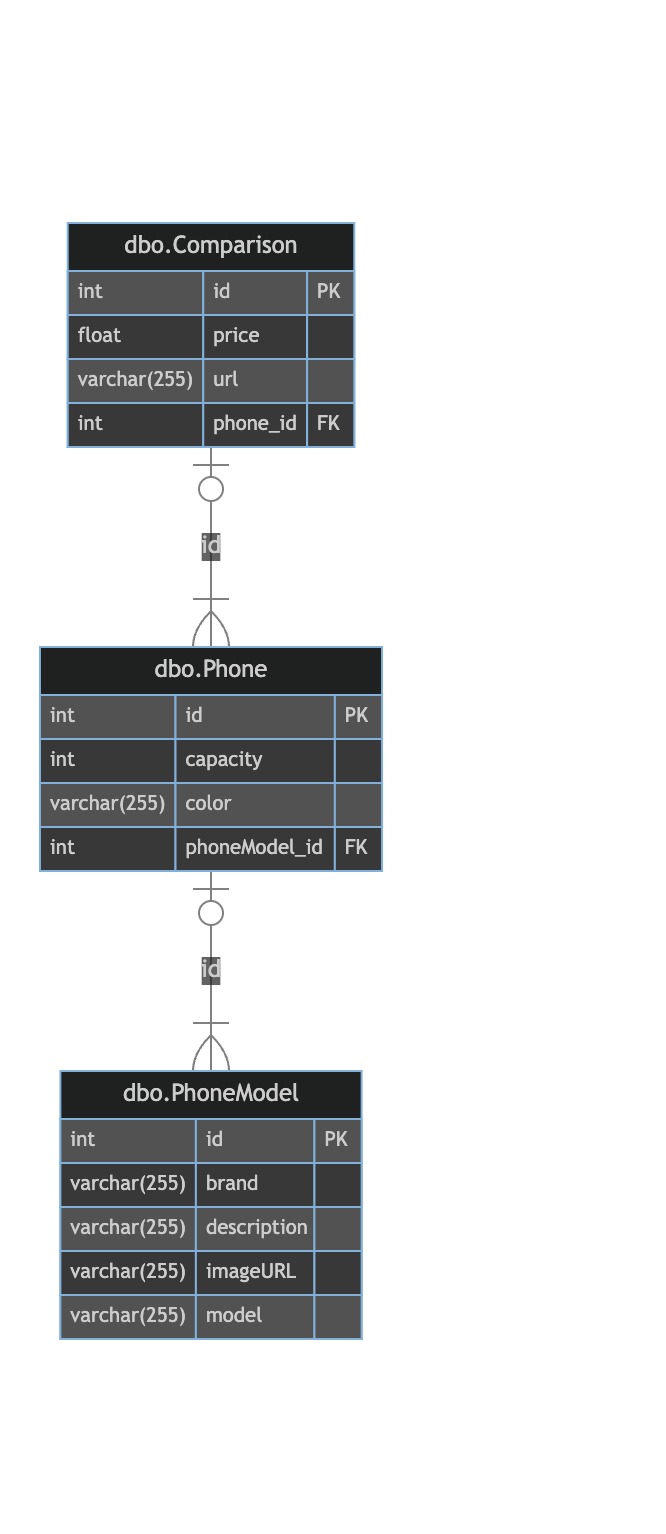 dbo.Comparison
int id PK
float price
varchar(255) url
int phone_id FK
id
dbo.Phone
int id PK
int capacity
varchar(255) color
int phoneModel_id FK
id
dbo.PhoneModel
int id PK
varchar(255) brand
varchar(255) description
varchar(255) imageURL
varchar(255) model